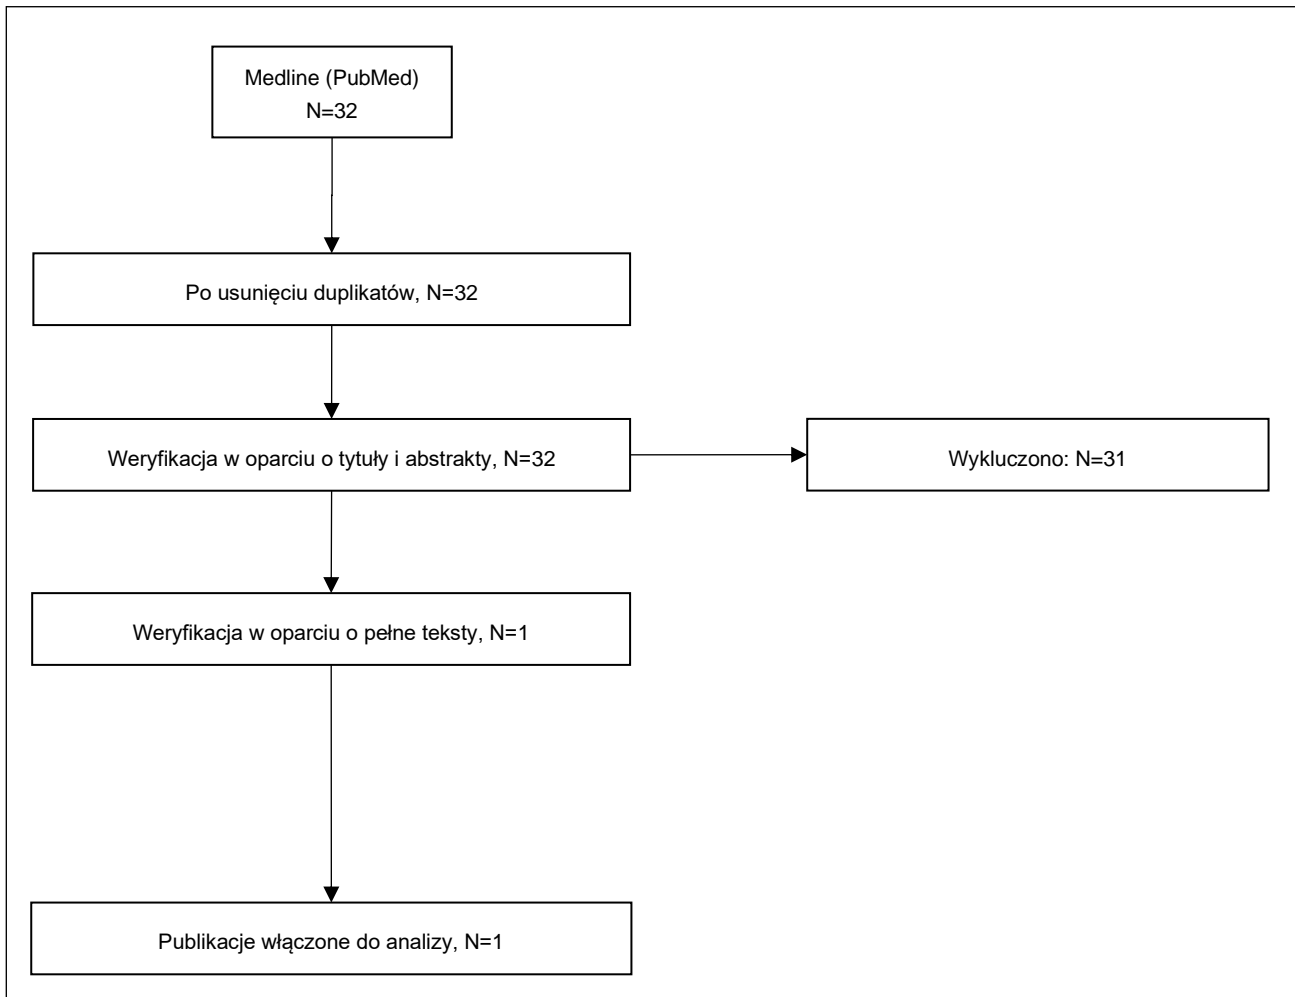 Medline (PubMed)
N=32
Po usunięciu duplikatów, N=32
Weryfikacja w oparciu o tytuły i abstrakty, N=32
Wykluczono: N=31
Weryfikacja w oparciu o pełne teksty, N=1
Publikacje włączone do analizy, N=1